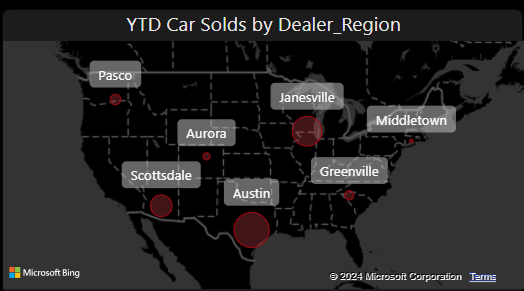 YTD Car Solds by Dealer_Region
Pasco
Janesville
Middletown
Aurora
Scottsdale
Greenville
Austin
Microsoft Bing
© 2024 Microsoft Corporation Terms